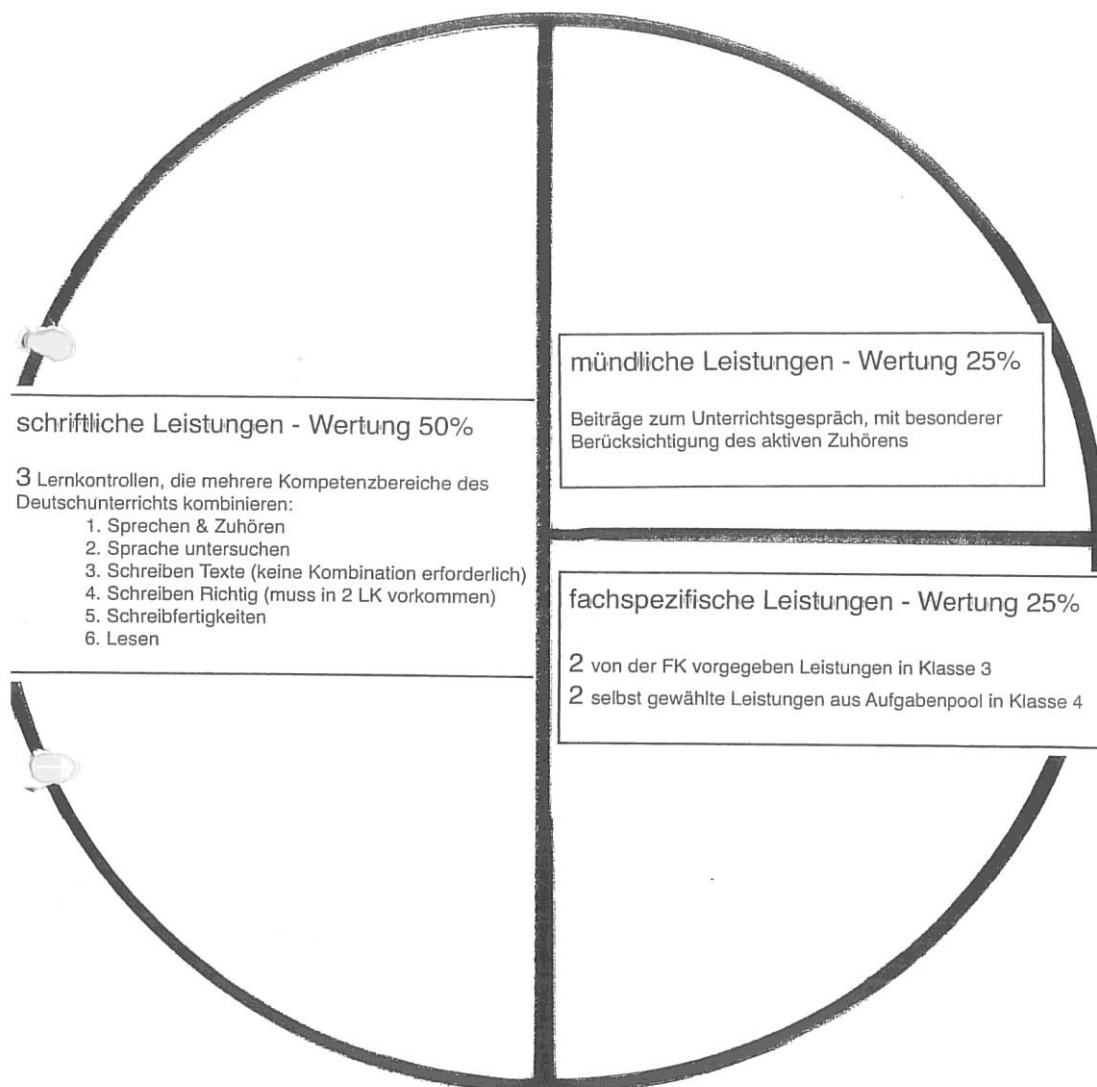 schriftliche Leistungen - Wertung 50%
3 Lernkontrollen, die mehrere Kompetenzbereiche des
Deutschunterrichts kombinieren:
1. Sprechen & Zuhören
2. Sprache untersuchen
3. Schreiben Texte (keine Kombination erforderlich)
4. Schreiben Richtig (muss in 2 LK vorkommen)
5. Schreibfertigkeiten
6. Lesen
mündliche Leistungen - Wertung 25%
Beiträge zum Unterrichtsgespräch, mit besonderer
Berücksichtigung des aktiven Zuhörens
fachspezifische Leistungen - Wertung 25%
2 von der FK vorgegeben Leistungen in Klasse 3
2 selbst gewählte Leistungen aus Aufgabenpool in Klasse 4